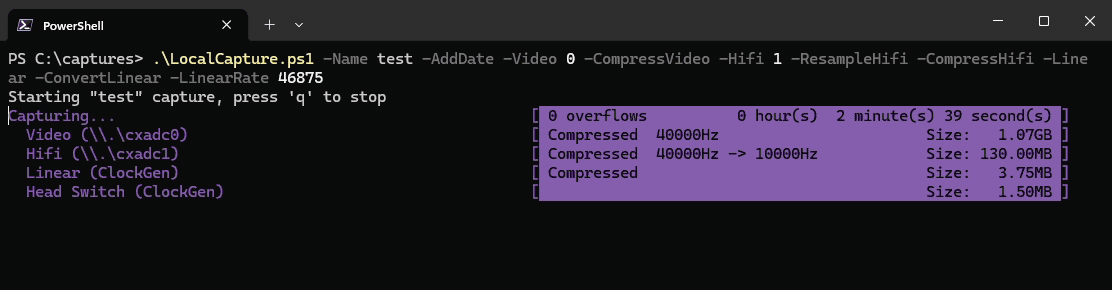 PowerShell
PS C:\captures> .\LocalCapture.ps1 -Name test -AddDate -Video 0 -CompressVideo -Hifi 1 -ResampleHifi -CompressHifi -Line
ar -ConvertLinear -LinearRate 46875
Starting "test" capture, press 'q' to stop
Capturing... [ 0 overflows 0 hour(s) 2 minute(s) 39 second(s) ]
Video (\\.\cxadc0) [ Compressed 40000Hz Size: 1.07GB ]
Hifi (\\.\cxadc1) [ Compressed 40000Hz -> 10000Hz Size: 130.00MB ]
Linear (ClockGen) [ Compressed Size: 3.75MB ]
Head Switch (ClockGen) [ Size: 1.50MB ]